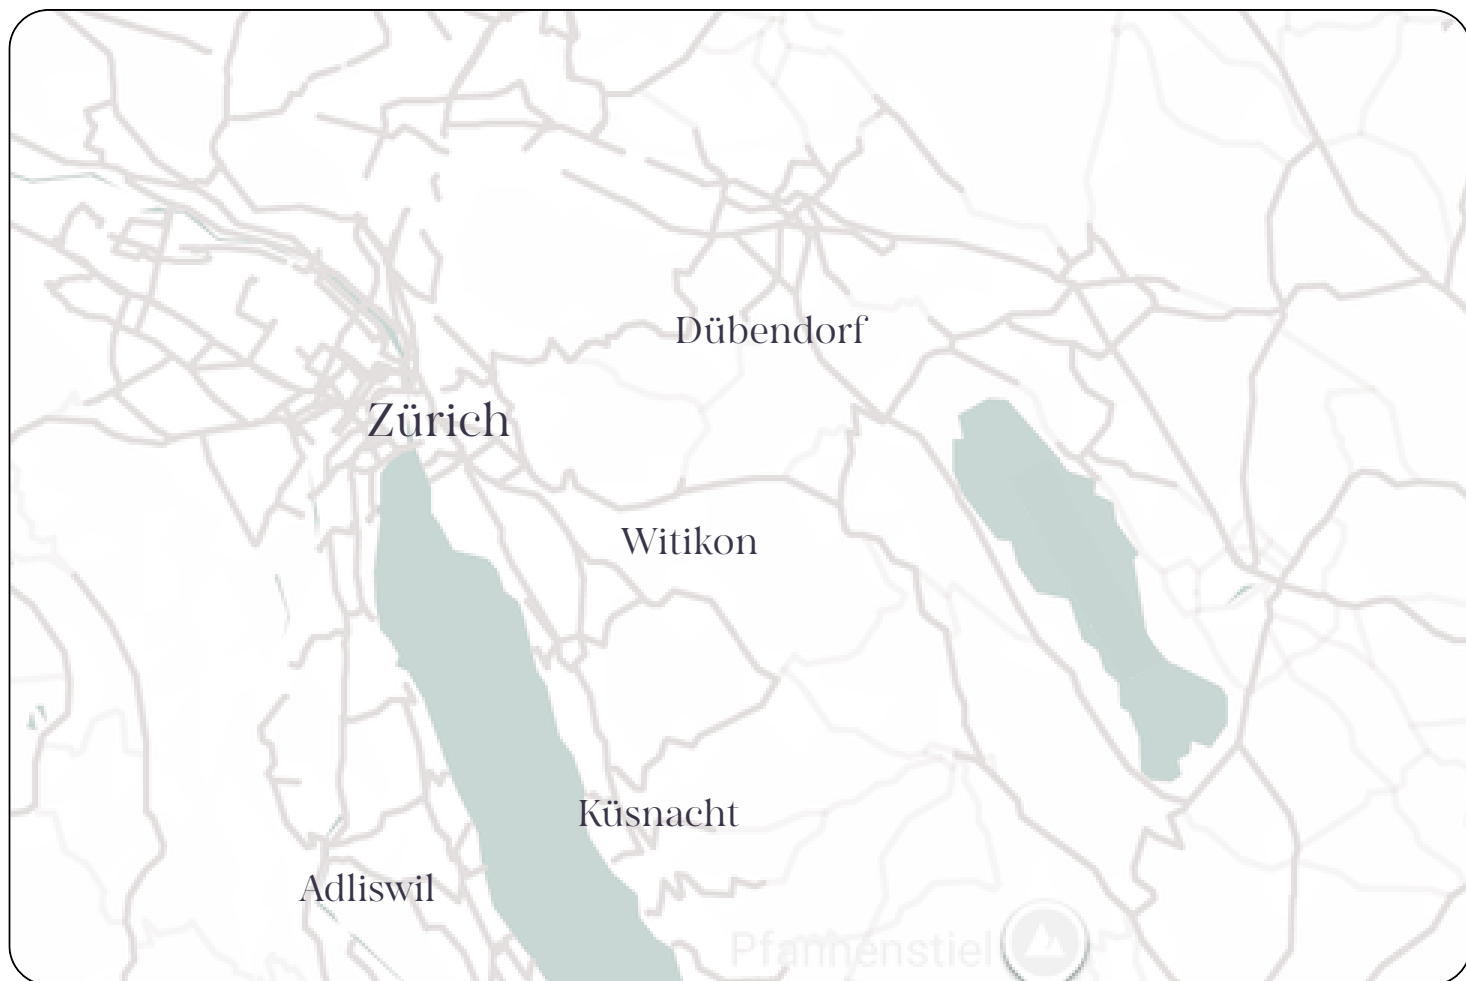 Dübendorf
Zürich
Witikon
Küsnacht
Adliswil
Pfannenstiel